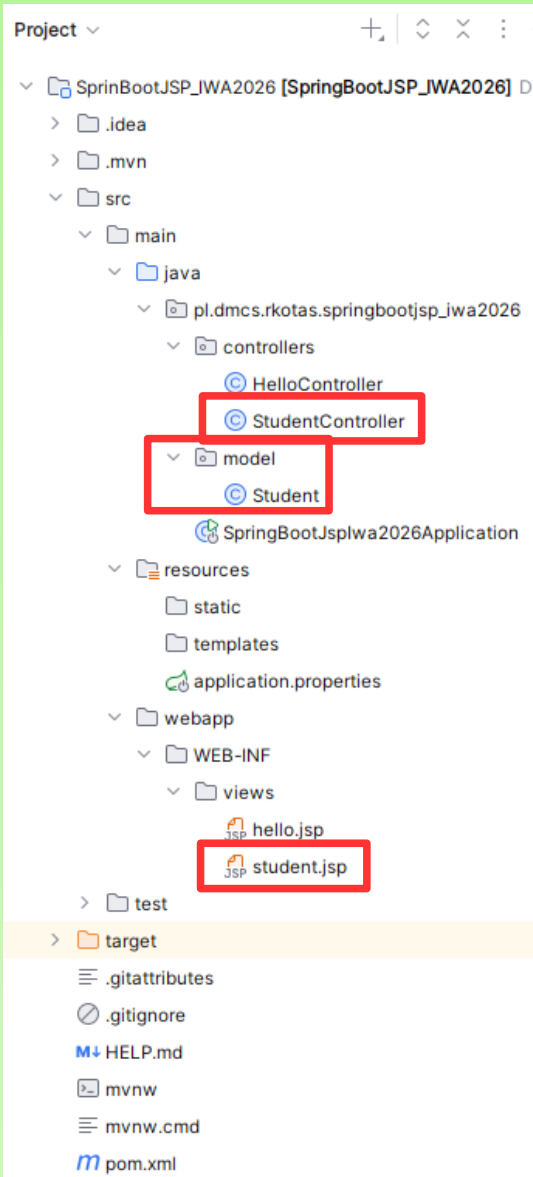 Project
SprinBootJSP_IWA2026 [SpringBootJSP_IWA2026] D
.idea
.mvn
src
main
java
pl.dmcs.rkotas.springbootjsp_iwa2026
controllers
HelloController
StudentController
model
Student
SpringBootJspIwa2026Application
resources
static
templates
application.properties
webapp
WEB-INF
views
JSP hello.jsp
JSP student.jsp
test
target
.gitattributes
.gitignore
M↓ HELP.md
mvnw
mvnw.cmd
m pom.xml